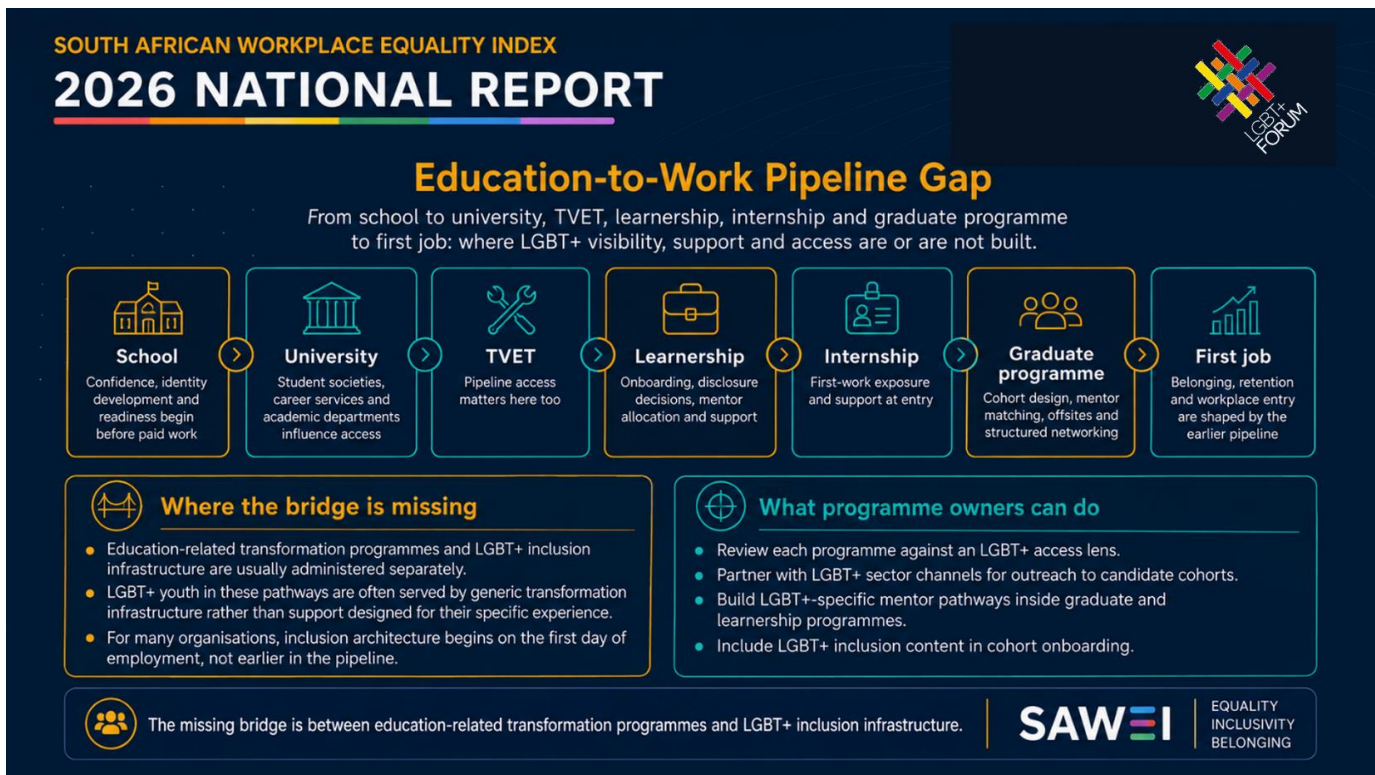 SOUTH AFRICAN WORKPLACE EQUALITY INDEX
2026 NATIONAL REPORT
LGBT+
FORUM
Education-to-Work Pipeline Gap
From school to university, TVET, learnership, internship and graduate programme
to first job: where LGBT+ visibility, support and access are or are not built.
School
Confidence, identity
development and
readiness begin
before paid work
University
Student societies,
career services and
academic departments
influence access
TVET
Pipeline access
matters here too
Learnership
Onboarding, disclosure
decisions, mentor
allocation and support
Internship
First-work exposure
and support at entry
Graduate
programme
Cohort design, mentor
matching, offsites and
structured networking
First job
Belonging, retention
and workplace entry
are shaped by the
earlier pipeline
Where the bridge is missing
• Education-related transformation programmes and LGBT+ inclusion
infrastructure are usually administered separately.
• LGBT+ youth in these pathways are often served by generic transformation
infrastructure rather than support designed for their specific experience.
• For many organisations, inclusion architecture begins on the first day of
employment, not earlier in the pipeline.
What programme owners can do
• Review each programme against an LGBT+ access lens.
• Partner with LGBT+ sector channels for outreach to candidate cohorts.
• Build LGBT+-specific mentor pathways inside graduate and
learnership programmes.
• Include LGBT+ inclusion content in cohort onboarding.
The missing bridge is between education-related transformation programmes and LGBT+ inclusion infrastructure.
SAWEI
EQUALITY
INCLUSIVITY
BELONGING